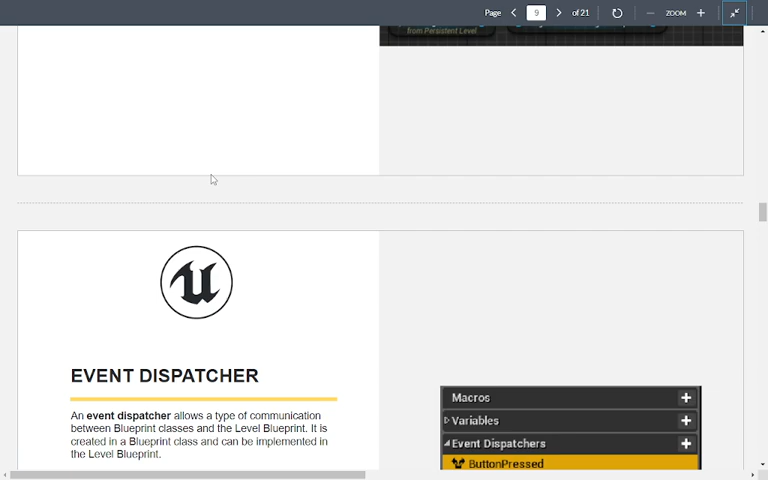 Page 9 of 21 ZOOM
from Persistent Level
EVENT DISPATCHER
An event dispatcher allows a type of communication
between Blueprint classes and the Level Blueprint. It is
created in a Blueprint class and can be implemented in
the Level Blueprint.
Macros
Variables
Event Dispatchers
ButtonPressed